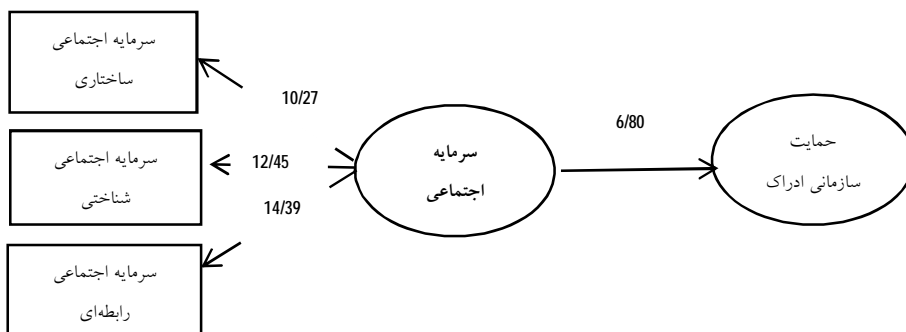 سرمایه اجتماعی
ساختاری
10/27
6/80
سرمایه
اجتماعی
حمایت
سازمانی ادراک
سرمایه اجتماعی
شناختی
12/45
14/39
سرمایه اجتماعی
رابطه‌ای